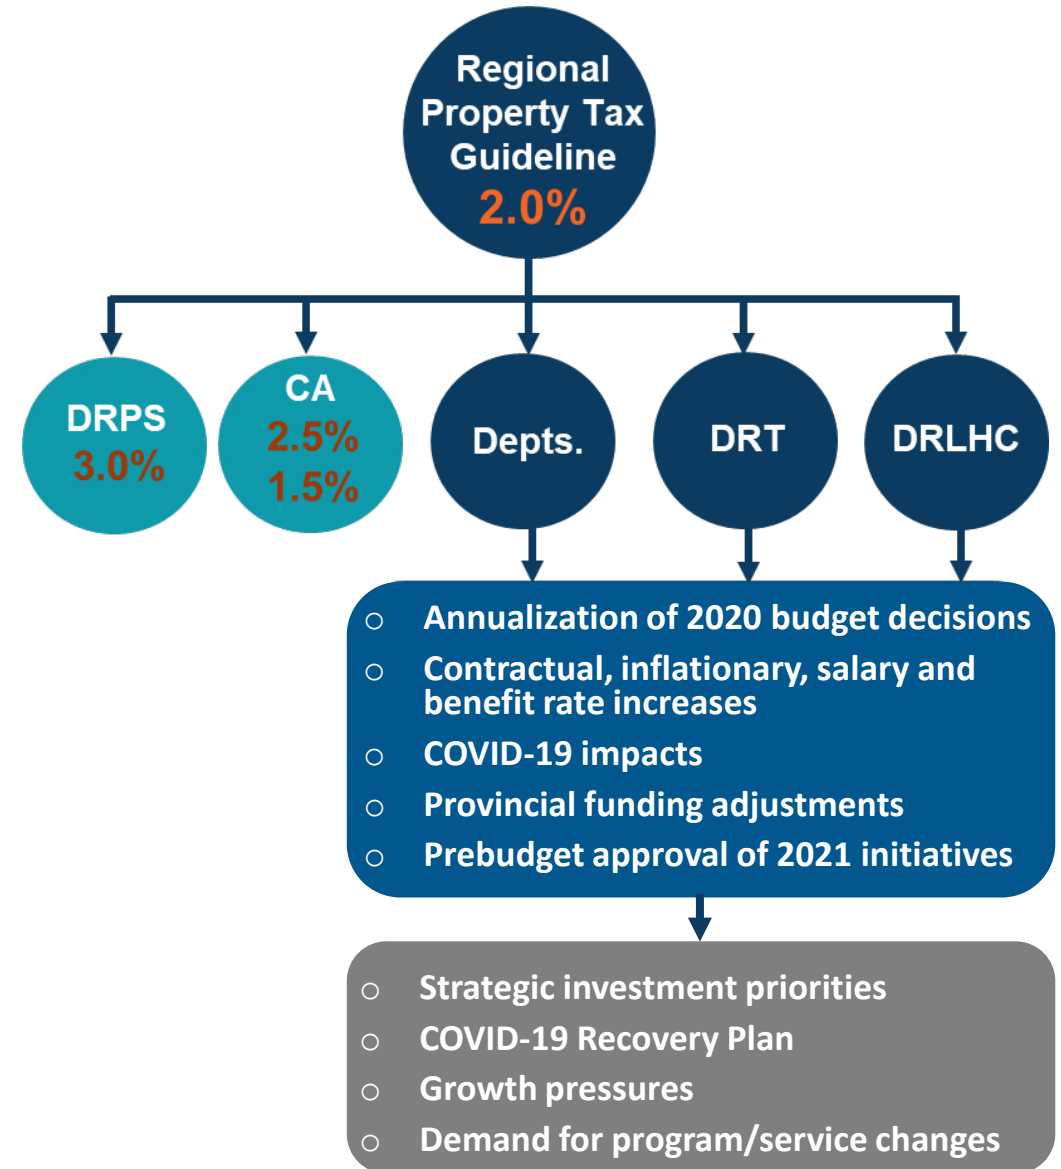 Regional
Property Tax
Guideline
2.0%
DRPS
3.0%
CA
2.5%
1.5%
Depts.
DRT
DRLHC
o Annualization of 2020 budget decisions
o Contractual, inflationary, salary and
benefit rate increases
o COVID-19 impacts
o Provincial funding adjustments
o Prebudget approval of 2021 initiatives
o Strategic investment priorities
o COVID-19 Recovery Plan
o Growth pressures
o Demand for program/service changes